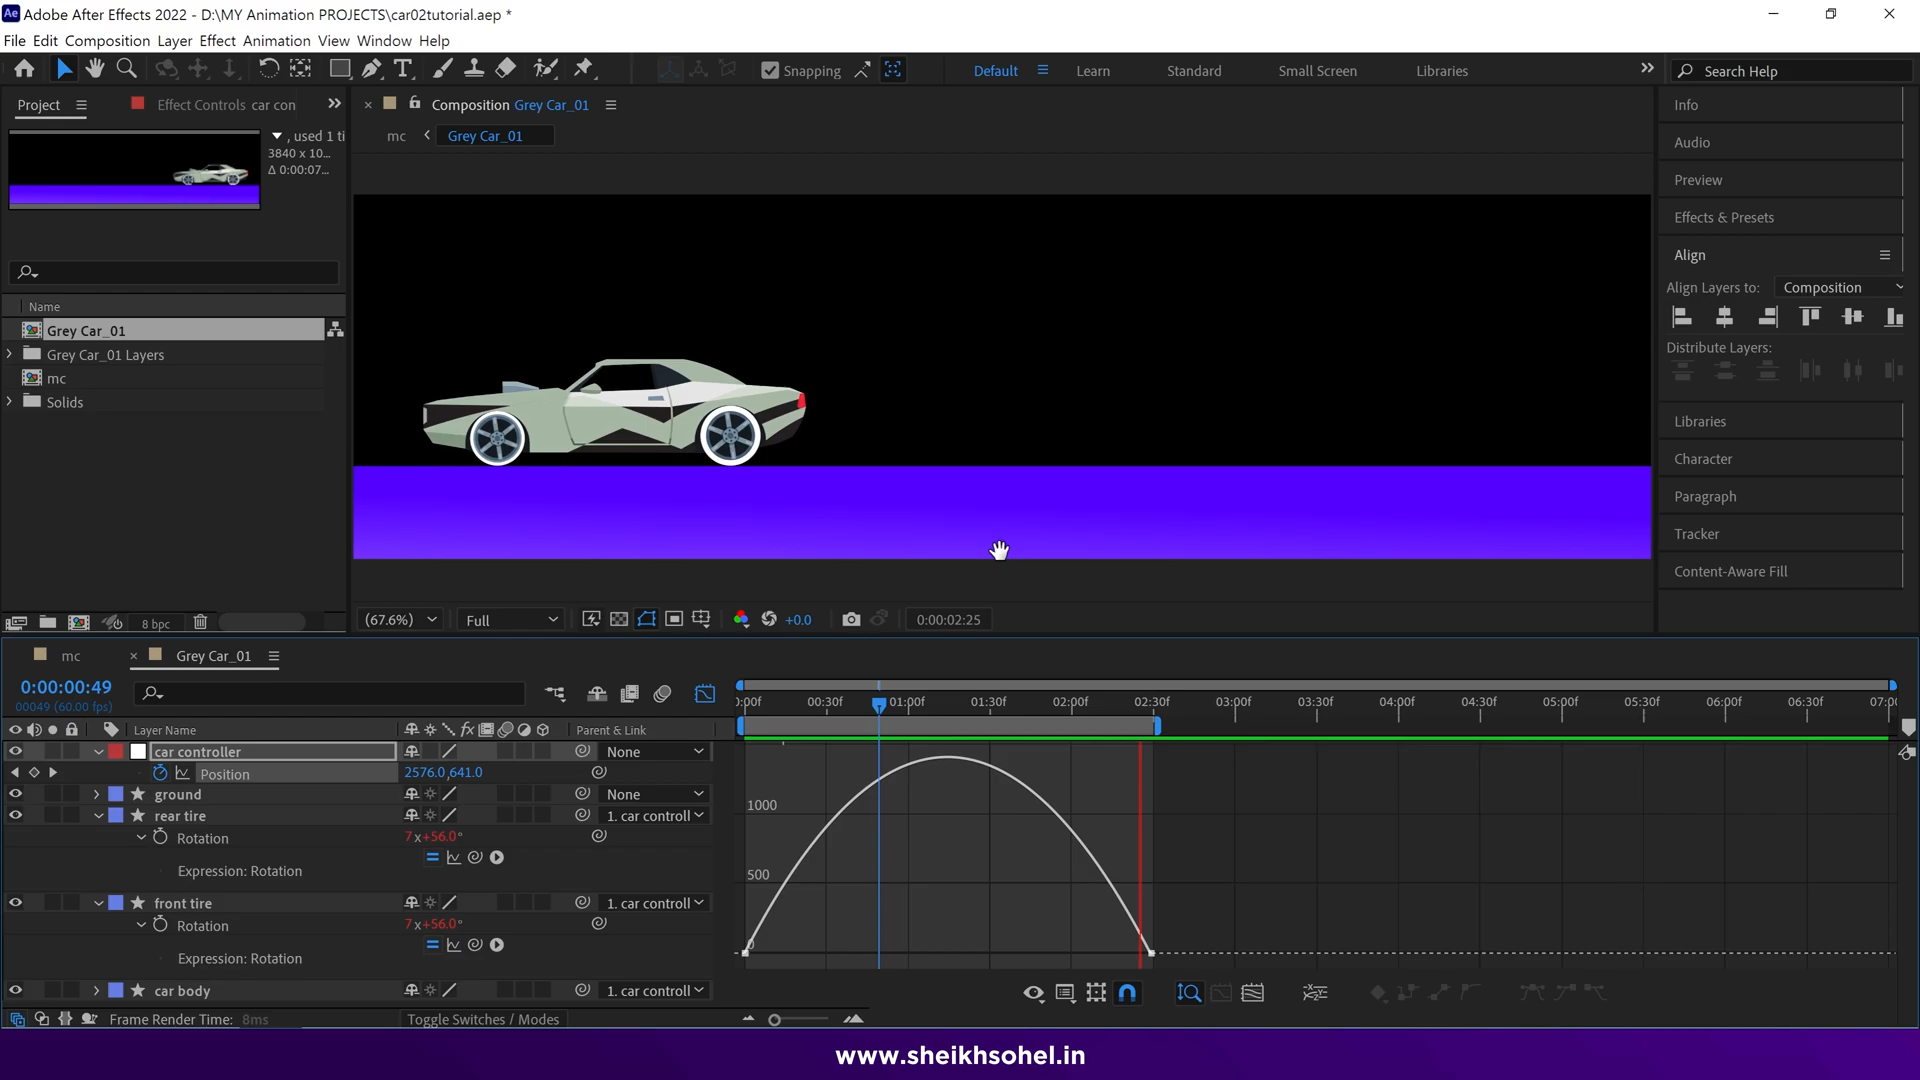 Adobe After Effects 2022 - D:\MY Animation PROJECTS\car02tutorial.aep *
File Edit Composition Layer Effect Animation View Window Help
Snapping
Default
Learn
Standard
Small Screen
Libraries
Search Help
Project
Effect Controls car con
Composition Grey Car_01
Info
mc
Grey Car_01
, used 1 ti
3840 x 10...
Δ 0:00:07...
Audio
Preview
Effects & Presets
Align
Align Layers to: Composition
Name
Grey Car_01
Grey Car_01 Layers
mc
Solids
Distribute Layers:
Libraries
Character
Paragraph
Tracker
Content-Aware Fill
8 bpc
(67.6%)
Full
+0.0
0:00:02:25
mc
Grey Car_01
0:00:00:49
00049 (60.00 fps)
0:00f 00:30f 01:00f 01:30f 02:00f 02:30f 03:00f 03:30f 04:00f 04:30f 05:00f 05:30f 06:00f 06:30f 07:00
Layer Name
Parent & Link
car controller
None
Position
2576.0,641.0
ground
None
rear tire
1. car controll
Rotation
7x+56.0°
Expression: Rotation
front tire
1. car controll
Rotation
7x+56.0°
Expression: Rotation
car body
1. car controll
1000
500
0
Frame Render Time: 8ms
Toggle Switches / Modes
www.sheikhsohel.in